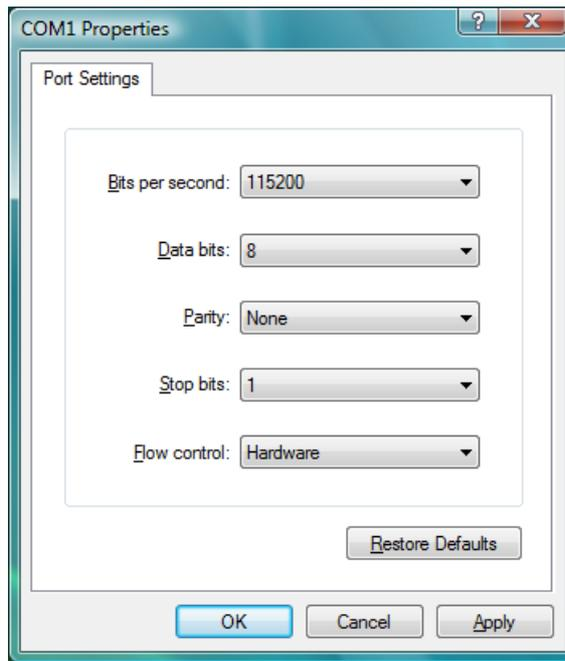 COM1 Properties
Port Settings
Bits per second: 115200
Data bits: 8
Parity: None
Stop bits: 1
Flow control: Hardware
Restore Defaults
OK Cancel Apply